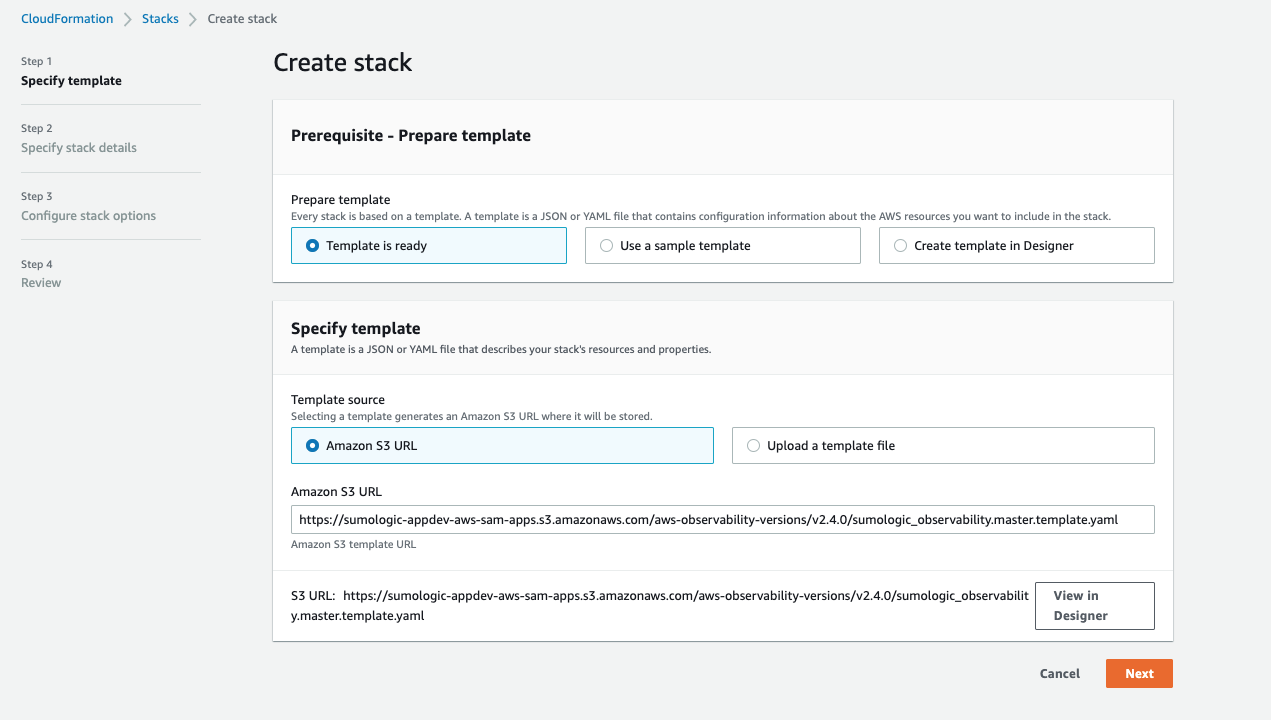 CloudFormation > Stacks > Create stack
Step 1
Specify template
Step 2
Specify stack details
Step 3
Configure stack options
Step 4
Review
Create stack
Prerequisite - Prepare template
Prepare template
Every stack is based on a template. A template is a JSON or YAML file that contains configuration information about the AWS resources you want to include in the stack.
Template is ready
Use a sample template
Create template in Designer
Specify template
A template is a JSON or YAML file that describes your stack's resources and properties.
Template source
Selecting a template generates an Amazon S3 URL where it will be stored.
Amazon S3 URL
Upload a template file
Amazon S3 URL
https://sumologic-appdev-aws-sam-apps.s3.amazonaws.com/aws-observability-versions/v2.4.0/sumologic_observability.master.template.yaml
Amazon S3 template URL
S3 URL: https://sumologic-appdev-aws-sam-apps.s3.amazonaws.com/aws-observability-versions/v2.4.0/sumologic_observabilit
y.master.template.yaml
View in
Designer
Cancel
Next